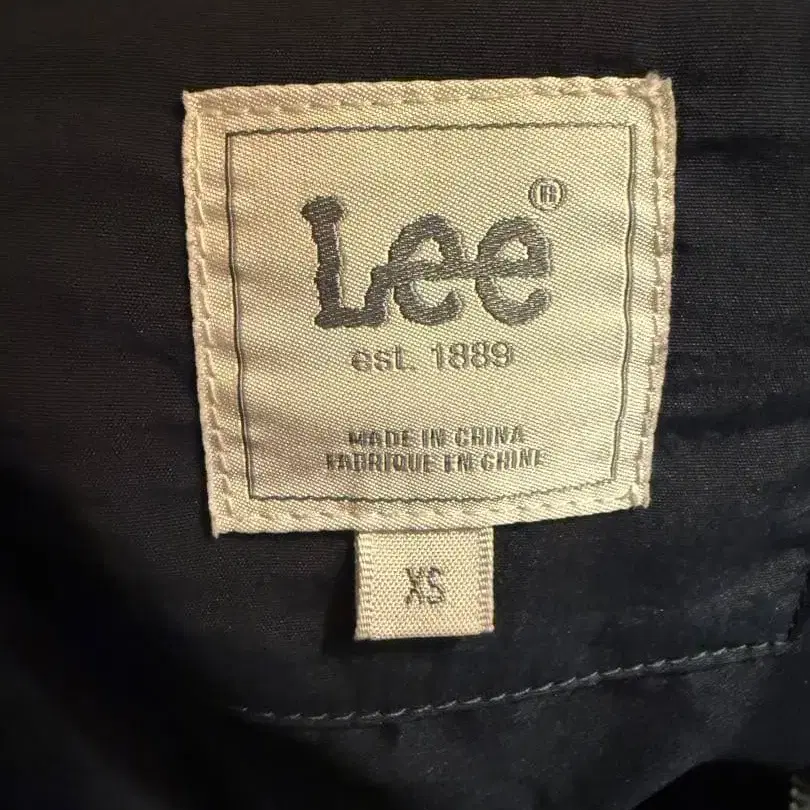 Lee®
est. 1889
MADE IN CHINA
FABRIQUE EN CHINE
XS